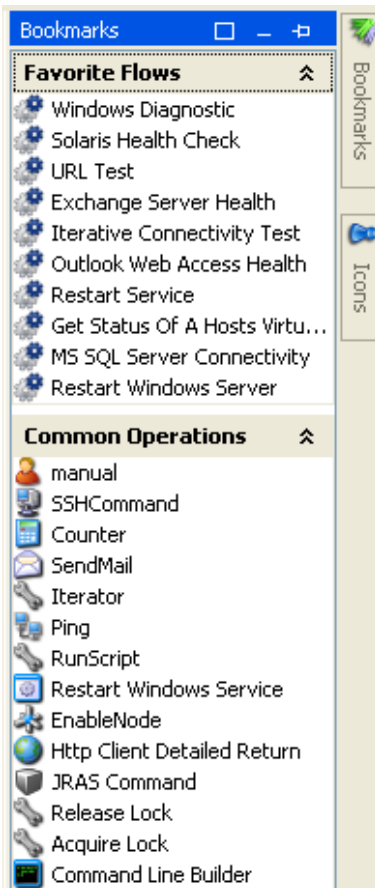 Bookmarks
Favorite Flows
Windows Diagnostic
Solaris Health Check
URL Test
Exchange Server Health
Iterative Connectivity Test
Outlook Web Access Health
Restart Service
Get Status Of A Hosts Virtu...
MS SQL Server Connectivity
Restart Windows Server
Common Operations
manual
SSHCommand
Counter
SendMail
Iterator
Ping
RunScript
Restart Windows Service
EnableNode
Http Client Detailed Return
JRAS Command
Release Lock
Acquire Lock
Command Line Builder
Bookmarks
Icons